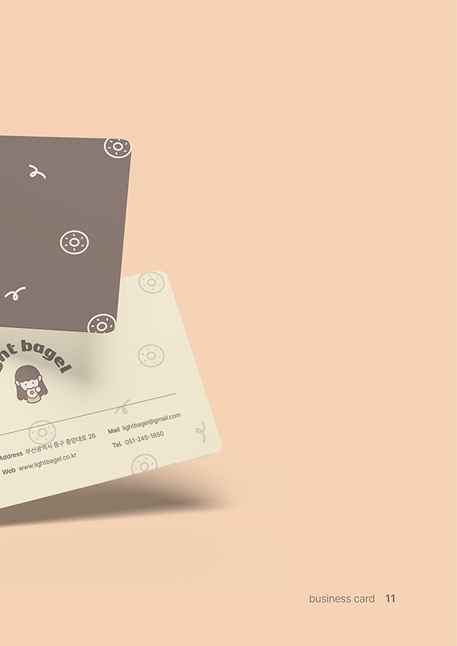 ht bagel
Mail lightbagel@gmail.com
Address 부산광역시 중구 중앙대로 26
Tel. 051-245-1650
Web www.lightbagel.co.kr
business card 11